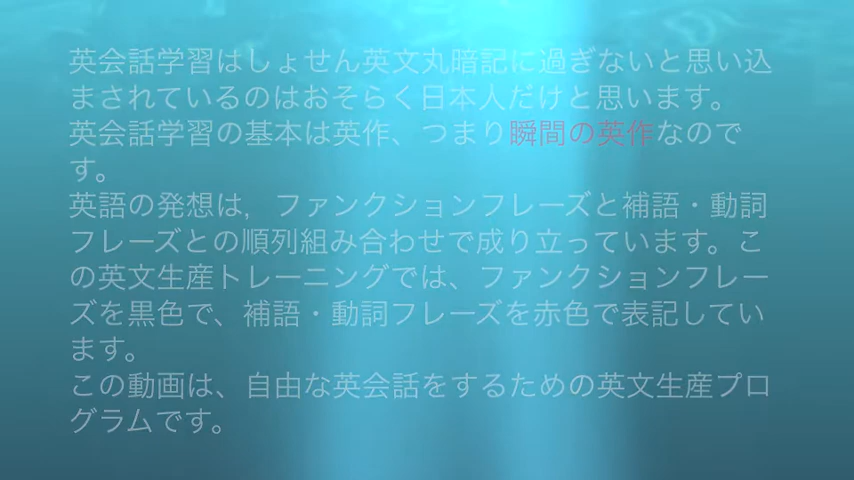 英会話学習はしょせん英文丸暗記に過ぎないと思い込
まされているのはおそらく日本人だけと思います。
英会話学習の基本は英作、つまり瞬間の英作なので
す。
英語の発想は，ファンクションフレーズと補語・動詞
フレーズとの順列組み合わせで成り立っています。こ
の英文生産トレーニングでは、ファンクションフレー
ズを黒色で、補語・動詞フレーズを赤色で表記してい
ます。
この動画は、自由な英会話をするための英文生産プロ
グラムです。